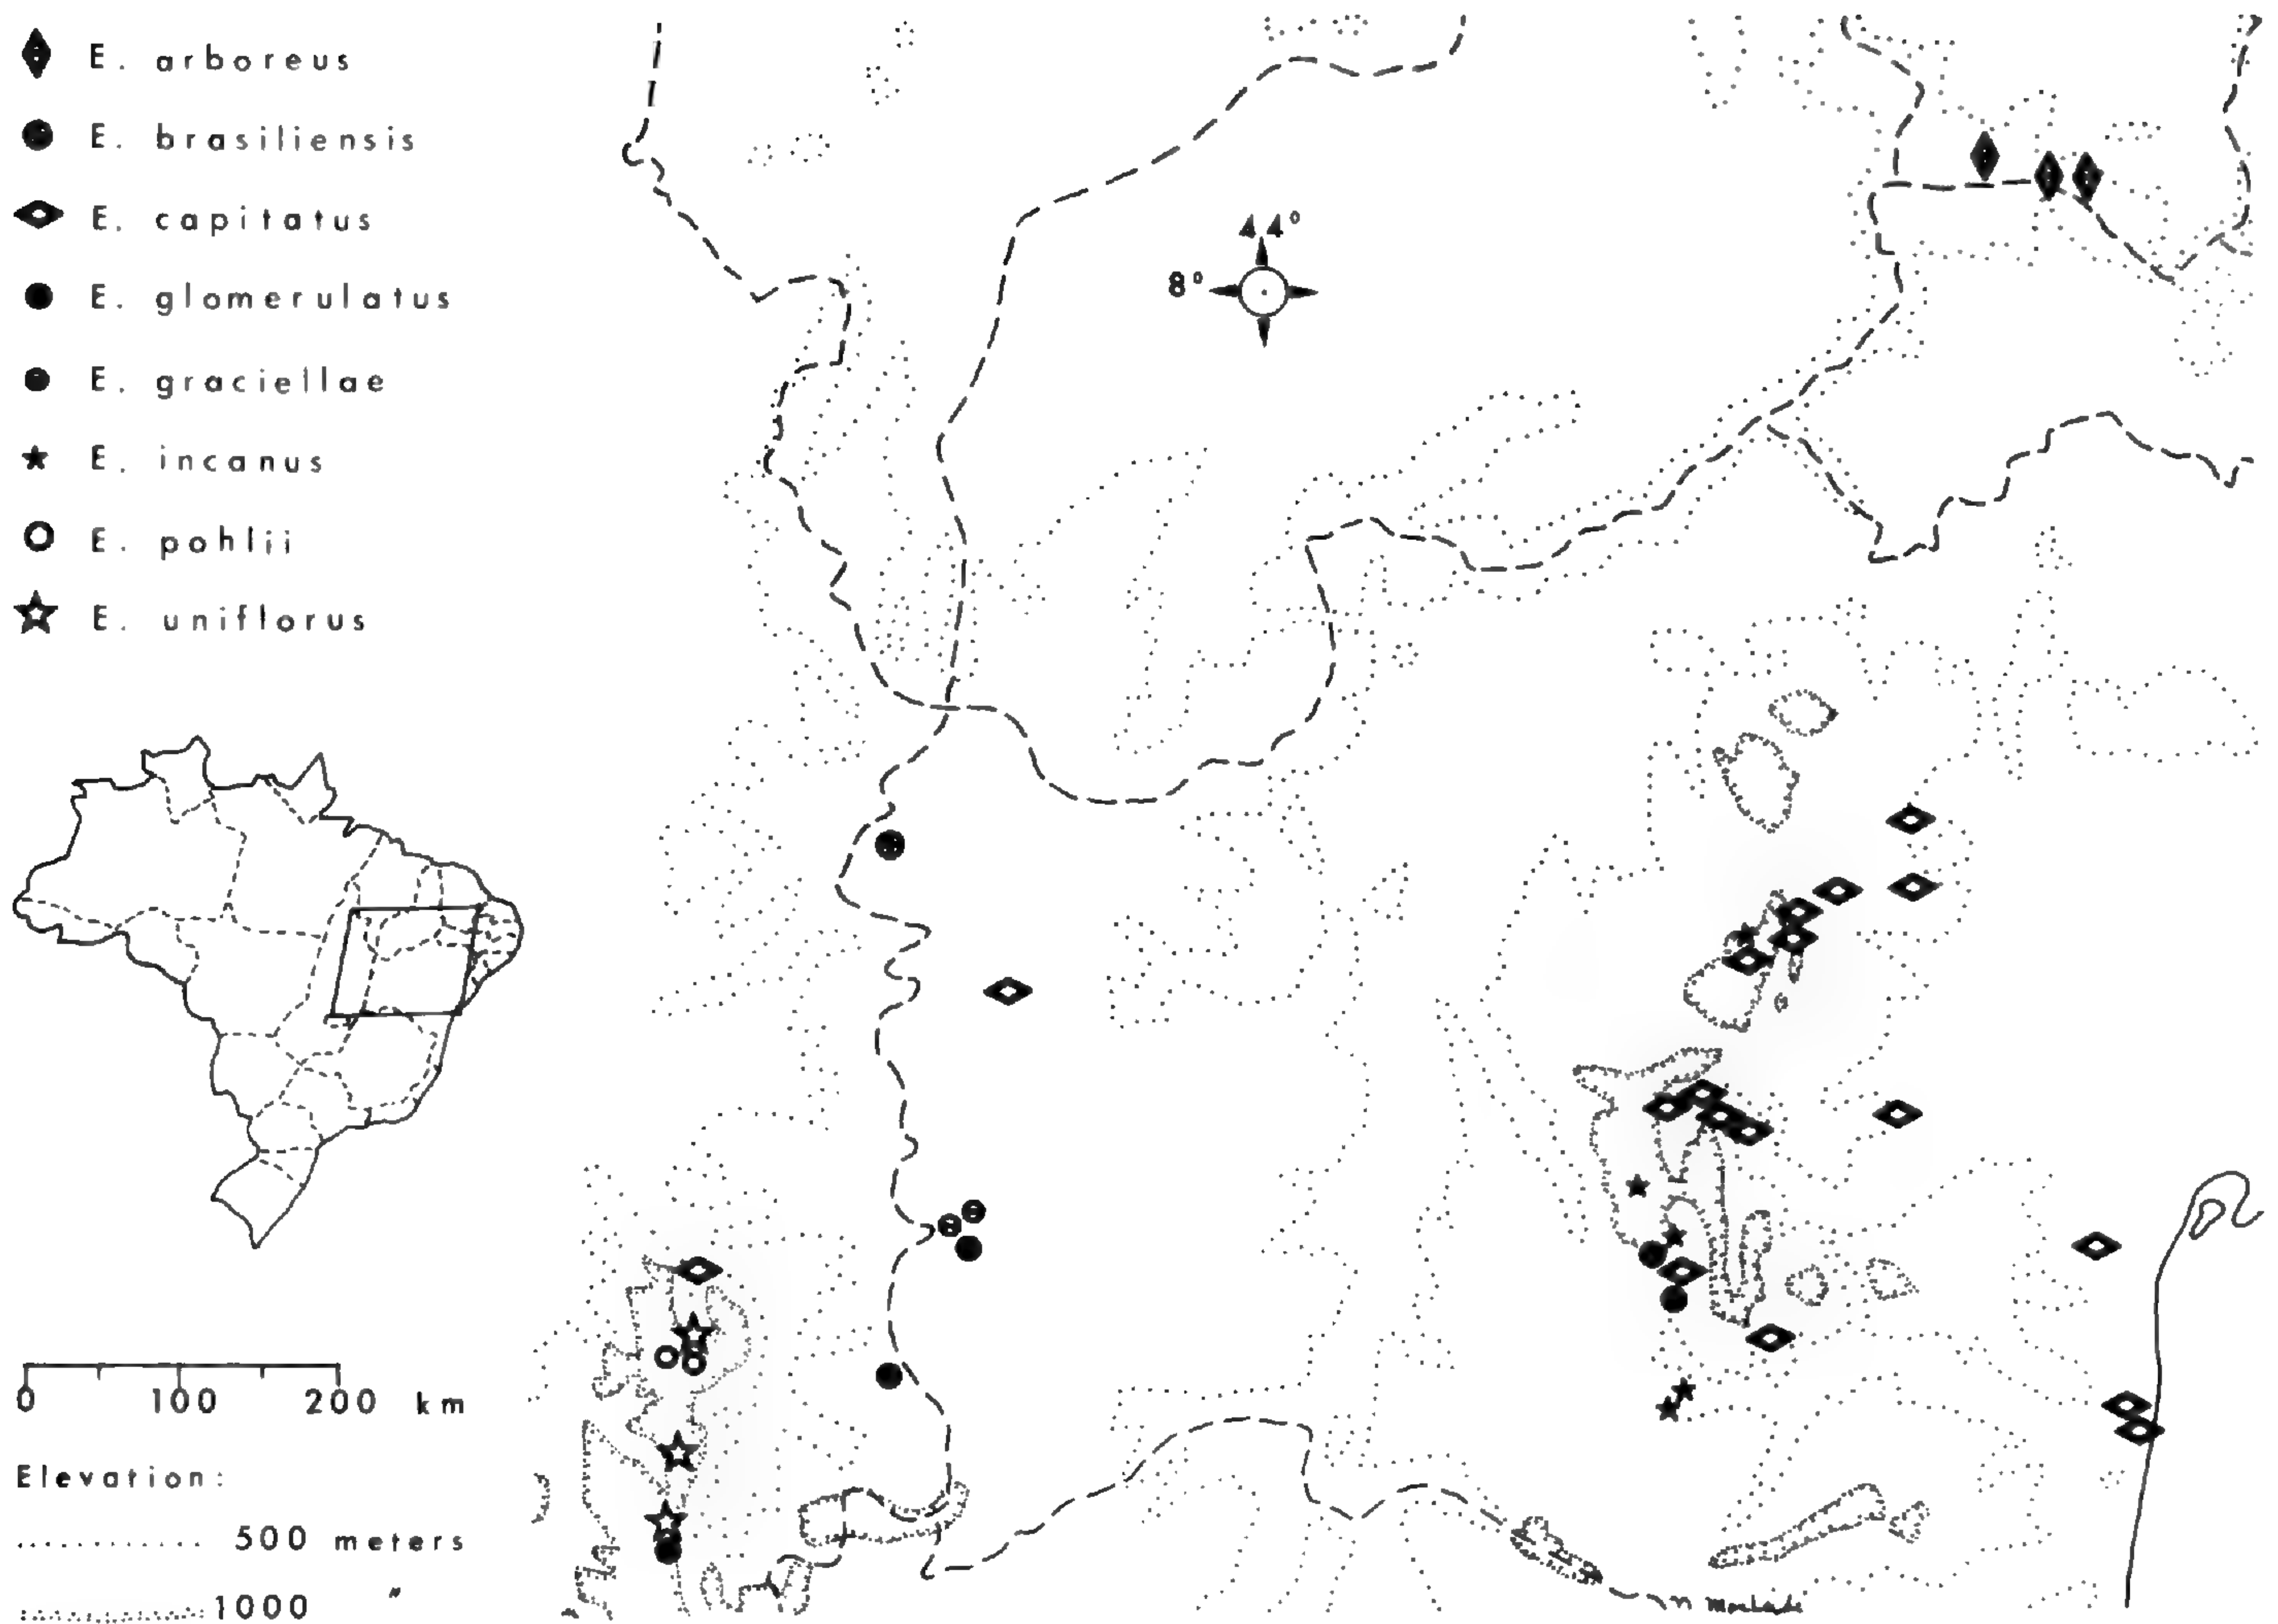 E. arboreus
E. brasiliensis
E. capitatus
E. glomerulatus
E. graciellae
E. incanus
E. pohlii
E. uniflorus
44°
8°
0 100 200 km
Elevation:
500 meters
1000 "